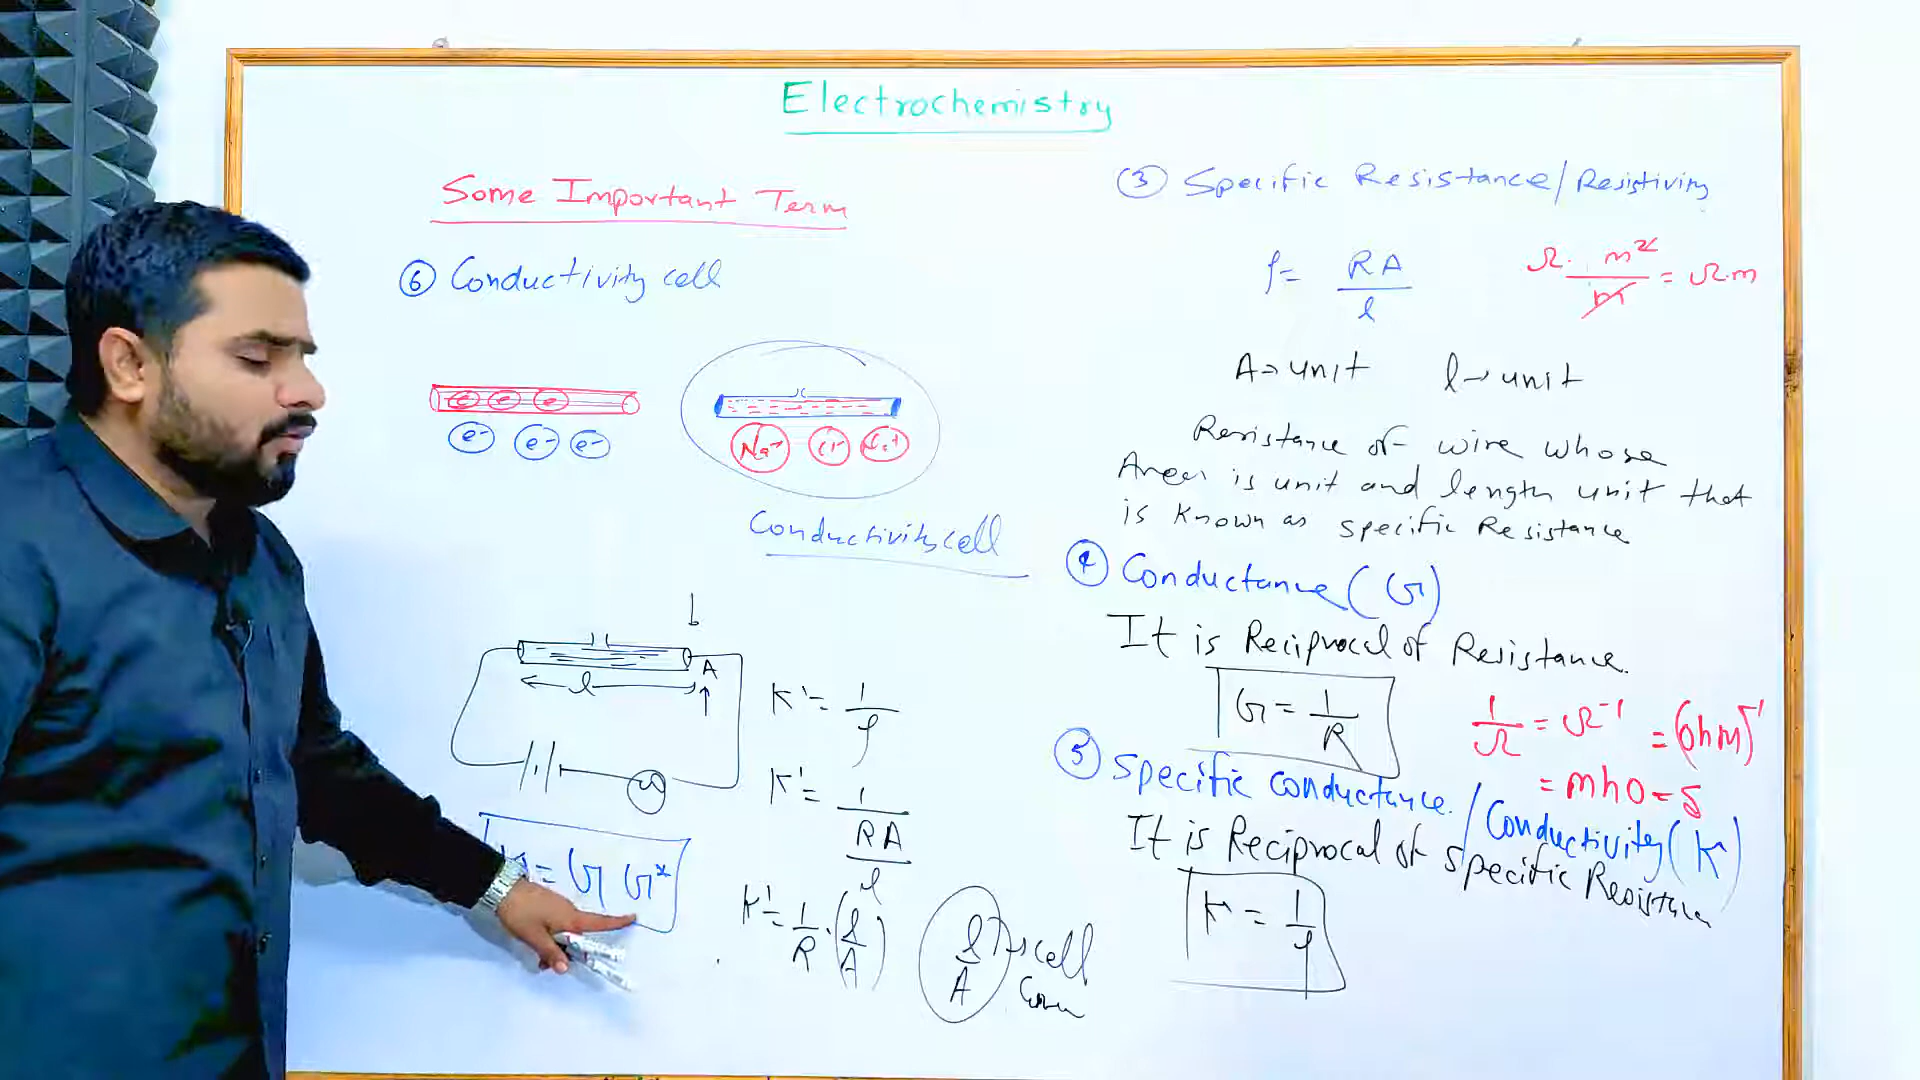 Electrochemistry
Some Important Term
⑥ Conductivity cell
e e e
e- e- e-
Na+ Cl-
Conductivity cell
b
A
l
K = 1/ρ
K = 1/(RA/l)
K = 1/R · (l/A)
= G G*
l/A → cell
③ Specific Resistance/Resistivity
ρ = RA/l
Ω · m²/m = Ω·m
A → unit l → unit
Resistance of wire whose
Area is unit and length unit that
is known as specific Resistance
④ Conductance (G)
It is Reciprocal of Resistance.
G = 1/R
1/Ω = Ω⁻¹ = (ohm)⁻¹
= mho = S
⑤ Specific conductance / Conductivity (K)
It is Reciprocal of specific Resistance
K = 1/ρ